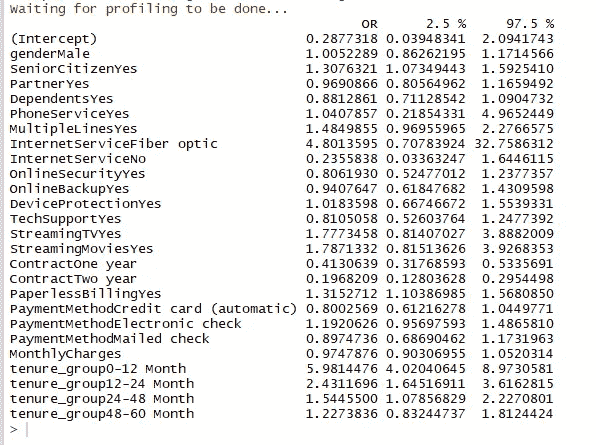 Waiting for profiling to be done...
OR 2.5 % 97.5 %
(Intercept) 0.2877318 0.03948341 2.0941743
genderMale 1.0052289 0.86262195 1.1714566
SeniorCitizenYes 1.3076321 1.07349443 1.5925410
PartnerYes 0.9690866 0.80564962 1.1659492
DependentsYes 0.8812861 0.71128542 1.0904732
PhoneServiceYes 1.0407857 0.21854331 4.9652449
MultipleLinesYes 1.4849855 0.96955965 2.2766575
InternetServiceFiber optic 4.8013595 0.70783924 32.7586312
InternetServiceNo 0.2355838 0.03363247 1.6446115
OnlineSecurityYes 0.8061930 0.52477012 1.2377357
OnlineBackupYes 0.9407647 0.61847682 1.4309598
DeviceProtectionYes 1.0183598 0.66746672 1.5539331
TechSupportYes 0.8105058 0.52603764 1.2477392
StreamingTVYes 1.7773458 0.81407027 3.8882009
StreamingMoviesYes 1.7871332 0.81513626 3.9268353
ContractOne year 0.4130639 0.31768593 0.5335691
ContractTwo year 0.1968209 0.12803628 0.2954498
PaperlessBillingYes 1.3152712 1.10386985 1.5680850
PaymentMethodCredit card (automatic) 0.8002569 0.61216278 1.0449771
PaymentMethodElectronic check 1.1920626 0.95697593 1.4865810
PaymentMethodMailed check 0.8974736 0.68690462 1.1731963
MonthlyCharges 0.9747876 0.90306955 1.0520314
tenure_group0-12 Month 5.9814476 4.02040645 8.9730581
tenure_group12-24 Month 2.4311696 1.64516911 3.6162815
tenure_group24-48 Month 1.5445500 1.07856829 2.2270801
tenure_group48-60 Month 1.2273836 0.83244737 1.8124424
>